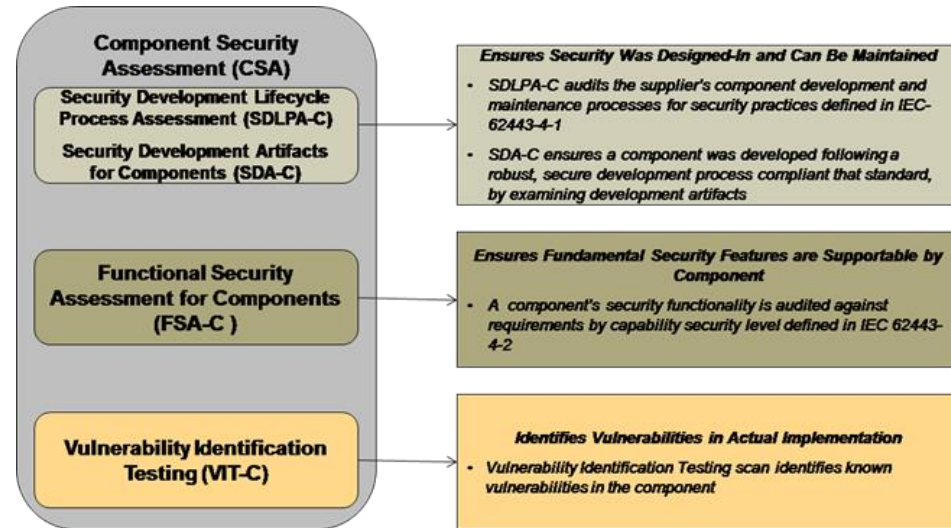 Component Security
Assessment (CSA)
Security Development Lifecycle
Process Assessment (SDLPA-C)
Security Development Artifacts
for Components (SDA-C)
Ensures Security Was Designed-In and Can Be Maintained
• SDLPA-C audits the supplier's component development and
maintenance processes for security practices defined in IEC-
62443-4-1
• SDA-C ensures a component was developed following a
robust, secure development process compliant that standard,
by examining development artifacts
Functional Security
Assessment for Components
(FSA-C )
Ensures Fundamental Security Features are Supportable by
Component
• A component's security functionality is audited against
requirements by capability security level defined in IEC 62443-
4-2
Vulnerability Identification
Testing (VIT-C)
Identifies Vulnerabilities in Actual Implementation
• Vulnerability Identification Testing scan identifies known
vulnerabilities in the component